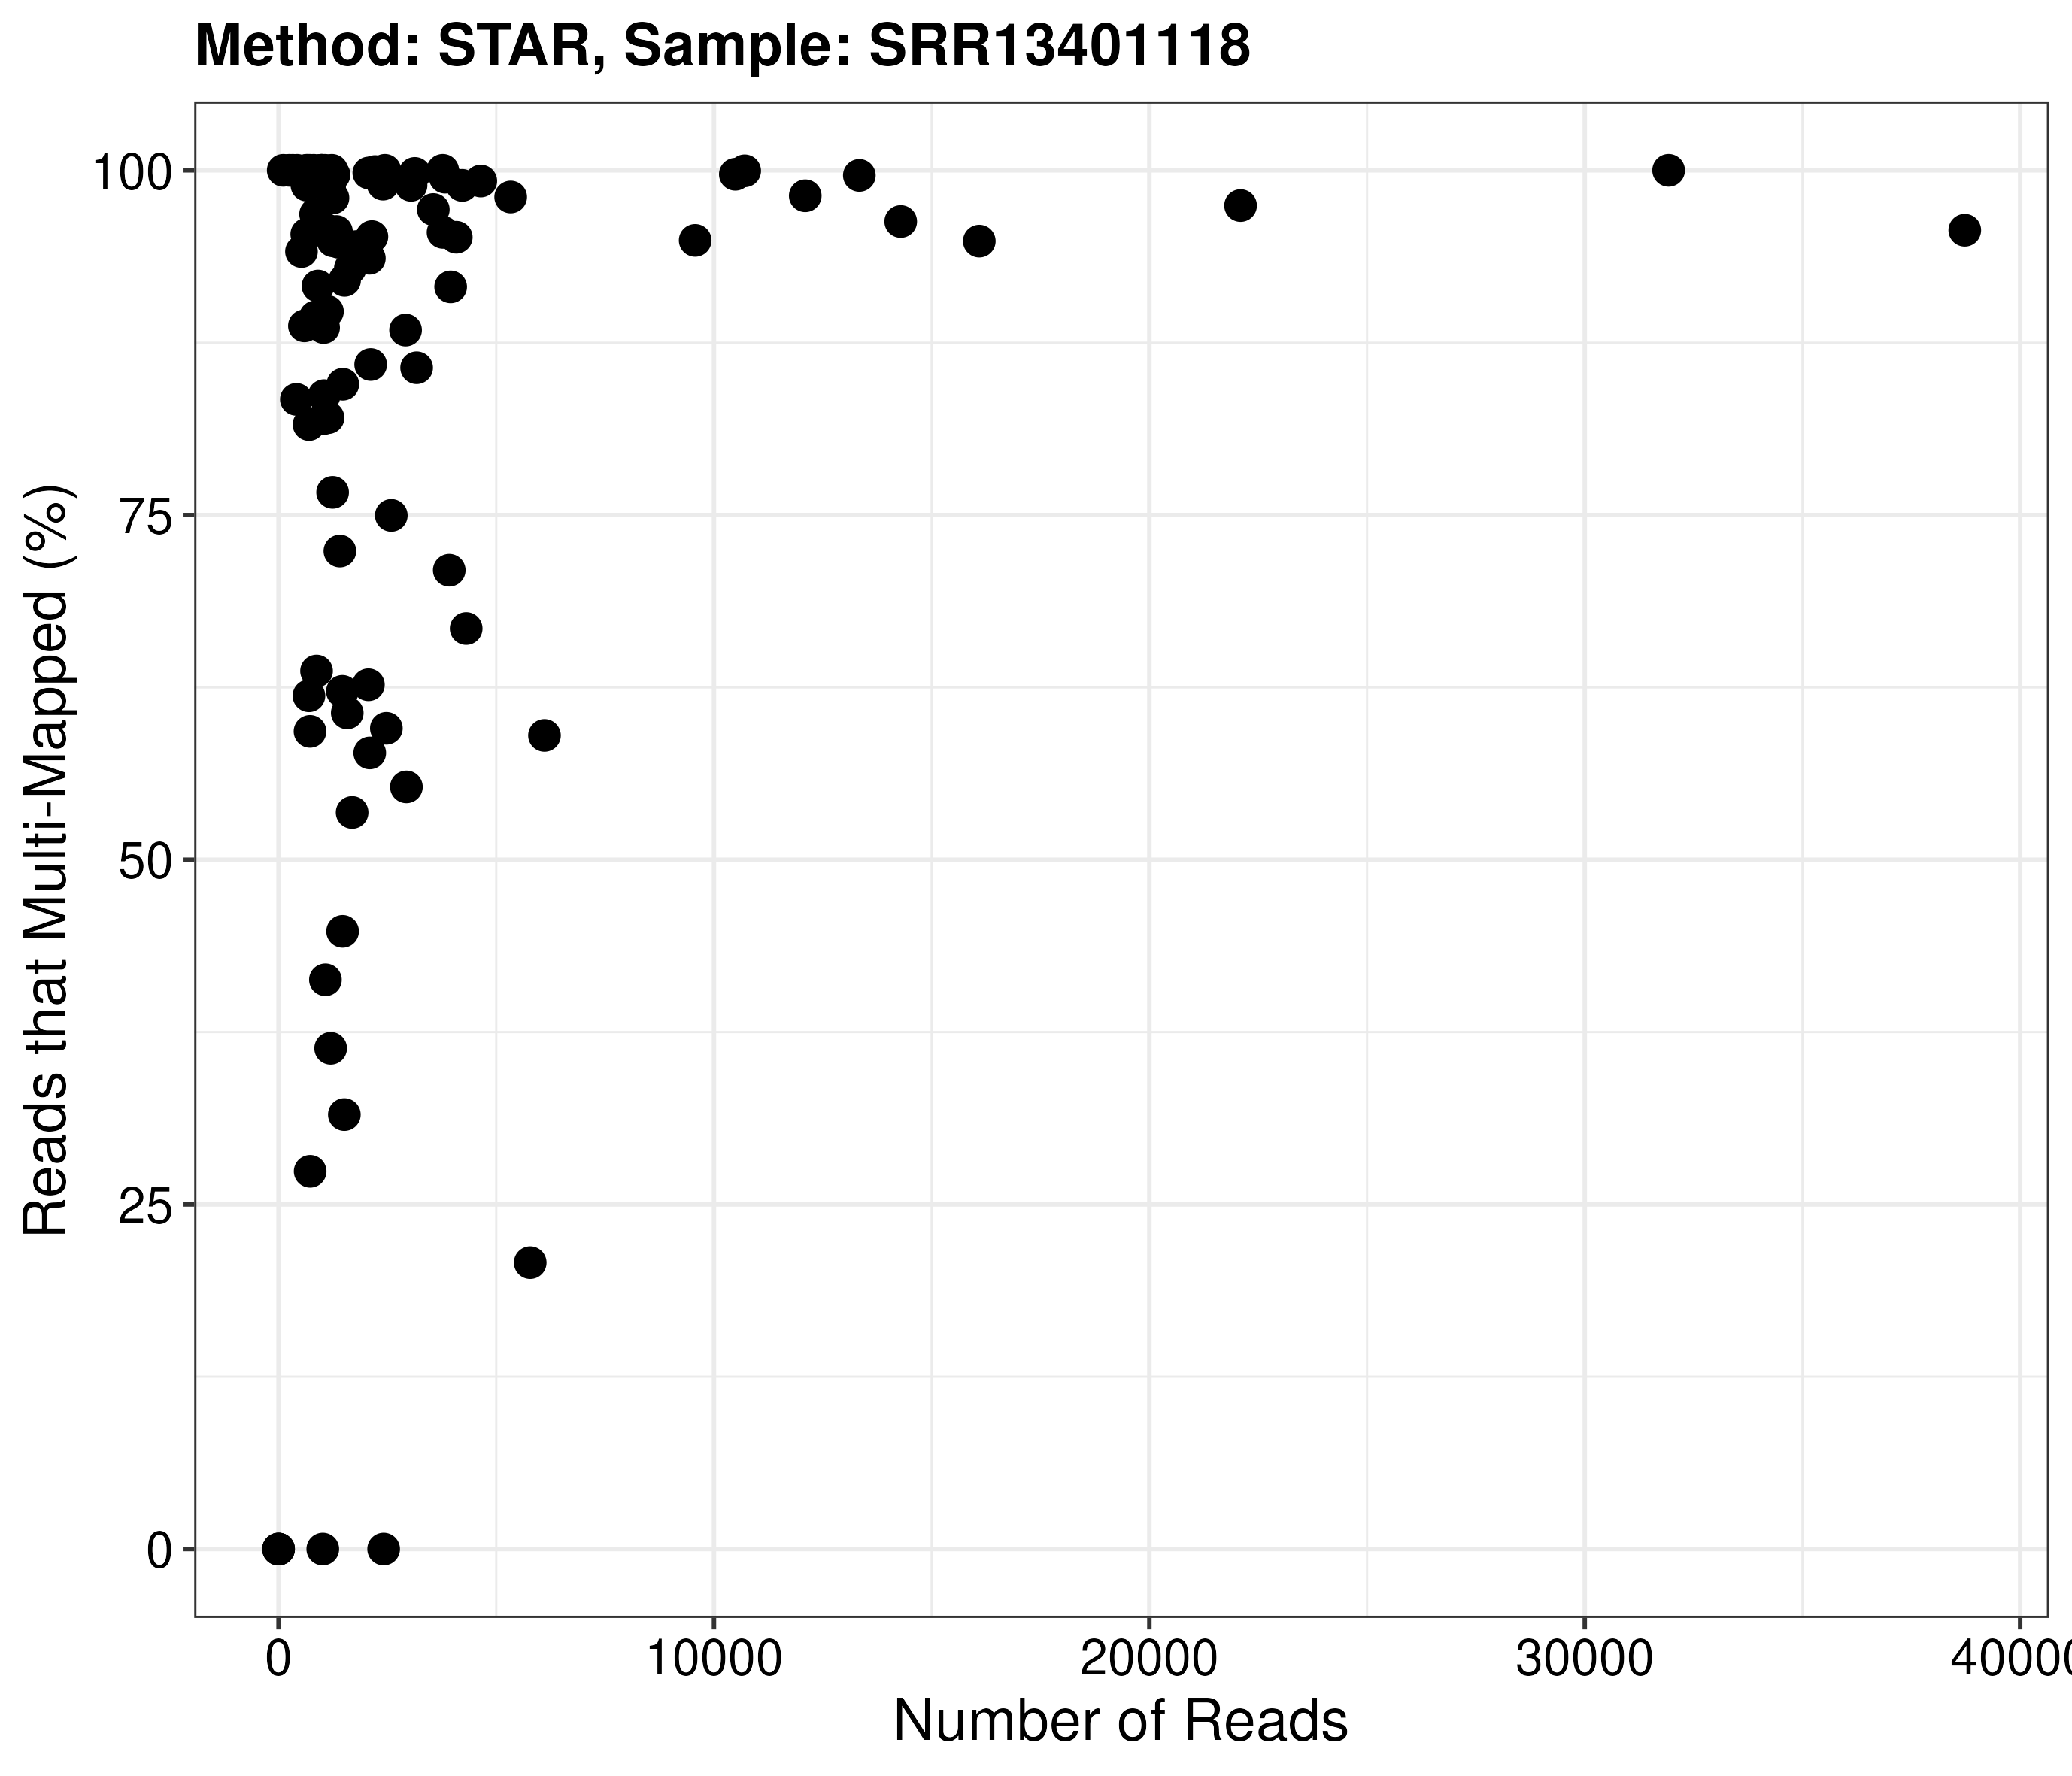 Method: STAR, Sample: SRR13401118
Reads that Multi-Mapped (%)
100
75
50
25
0
0 10000 20000 30000 4000
Number of Reads